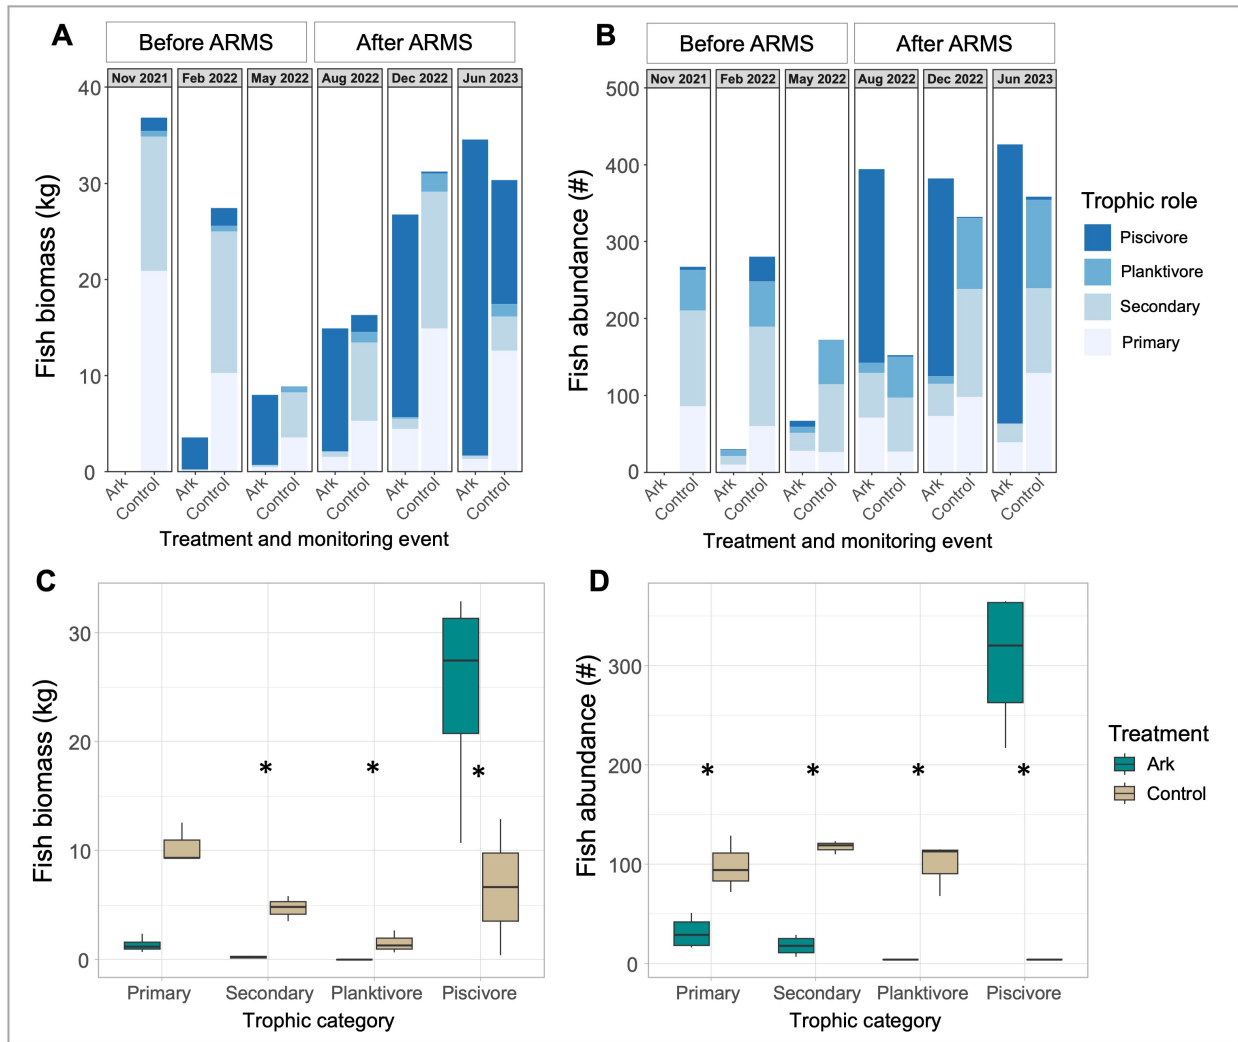 A
Before ARMS
After ARMS
Nov 2021
Feb 2022
May 2022
Aug 2022
Dec 2022
Jun 2023
Fish biomass (kg)
40
30
20
10
0
Ark
Control
Ark
Control
Ark
Control
Ark
Control
Ark
Control
Ark
Control
Treatment and monitoring event
B
Before ARMS
After ARMS
Nov 2021
Feb 2022
May 2022
Aug 2022
Dec 2022
Jun 2023
Fish abundance (#)
500
400
300
200
100
0
Ark
Control
Ark
Control
Ark
Control
Ark
Control
Ark
Control
Ark
Control
Treatment and monitoring event
Trophic role
Piscivore
Planktivore
Secondary
Primary
C
Fish biomass (kg)
30
20
10
0
*
*
*
Primary
Secondary
Planktivore
Piscivore
Trophic category
D
Fish abundance (#)
300
200
100
0
*
*
*
*
Primary
Secondary
Planktivore
Piscivore
Trophic category
Treatment
Ark
Control